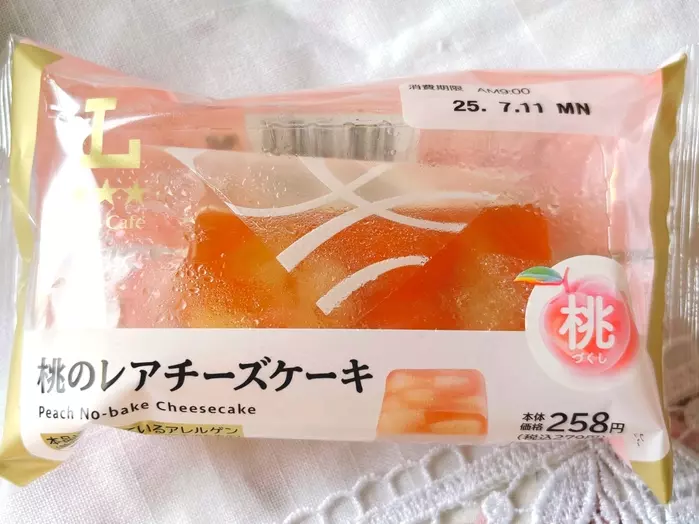 消費期限 AM9:00
25. 7.11 MN
L
Café
桃
づくし
桃のレアチーズケーキ
Peach No-bake Cheesecake
本体
価格 258円